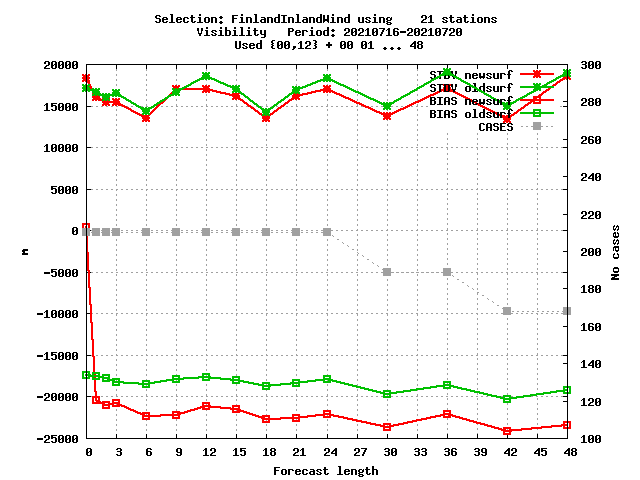 Selection: FinlandInlandWind using    21 stations
Visibility   Period: 20210716-20210720
Used {00,12} + 00 01 ... 48
20000
15000
10000
5000
0
-5000
-10000
-15000
-20000
-25000
m
300
280
260
240
220
200
180
160
140
120
100
No cases
STDV newsurf
STDV oldsurf
BIAS newsurf
BIAS oldsurf
CASES
0 3 6 9 12 15 18 21 24 27 30 33 36 39 42 45 48
Forecast length